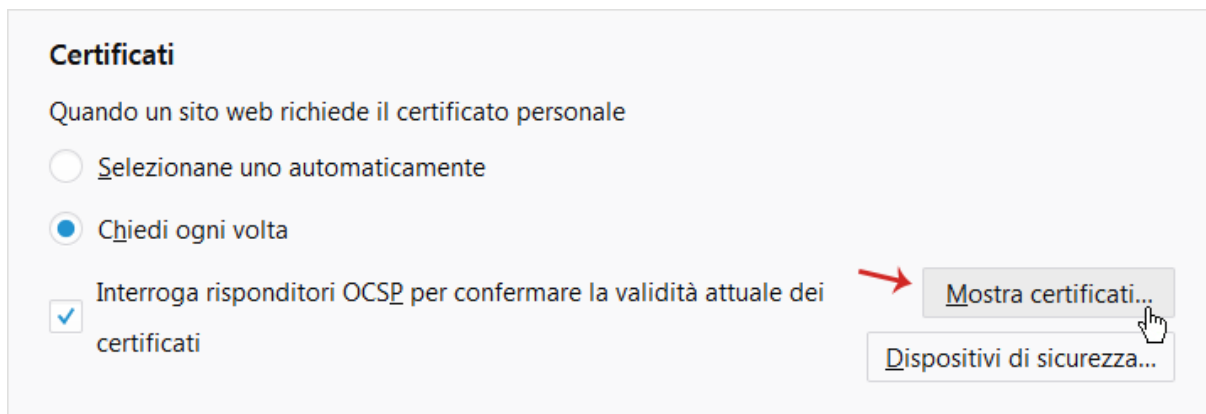 Certificati
Quando un sito web richiede il certificato personale
Selezionane uno automaticamente
Chiedi ogni volta
Interroga risponditori OCSP per confermare la validità attuale dei
certificati
Mostra certificati...
Dispositivi di sicurezza...